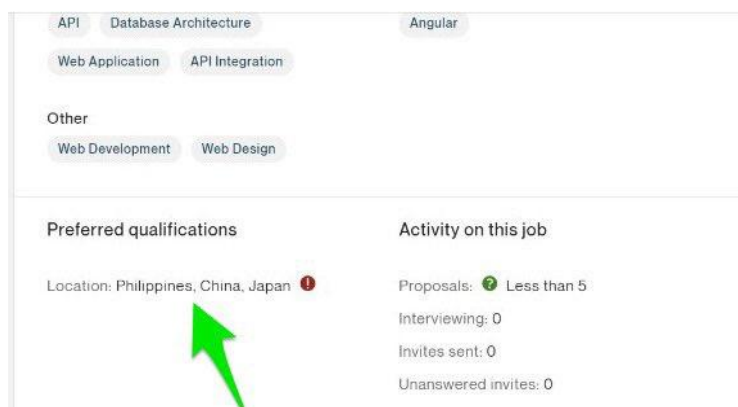 API Database Architecture
Angular
Web Application API Integration
Other
Web Development Web Design
Preferred qualifications
Location: Philippines, China, Japan
Activity on this job
Proposals: Less than 5
Interviewing: 0
Invites sent: 0
Unanswered invites: 0